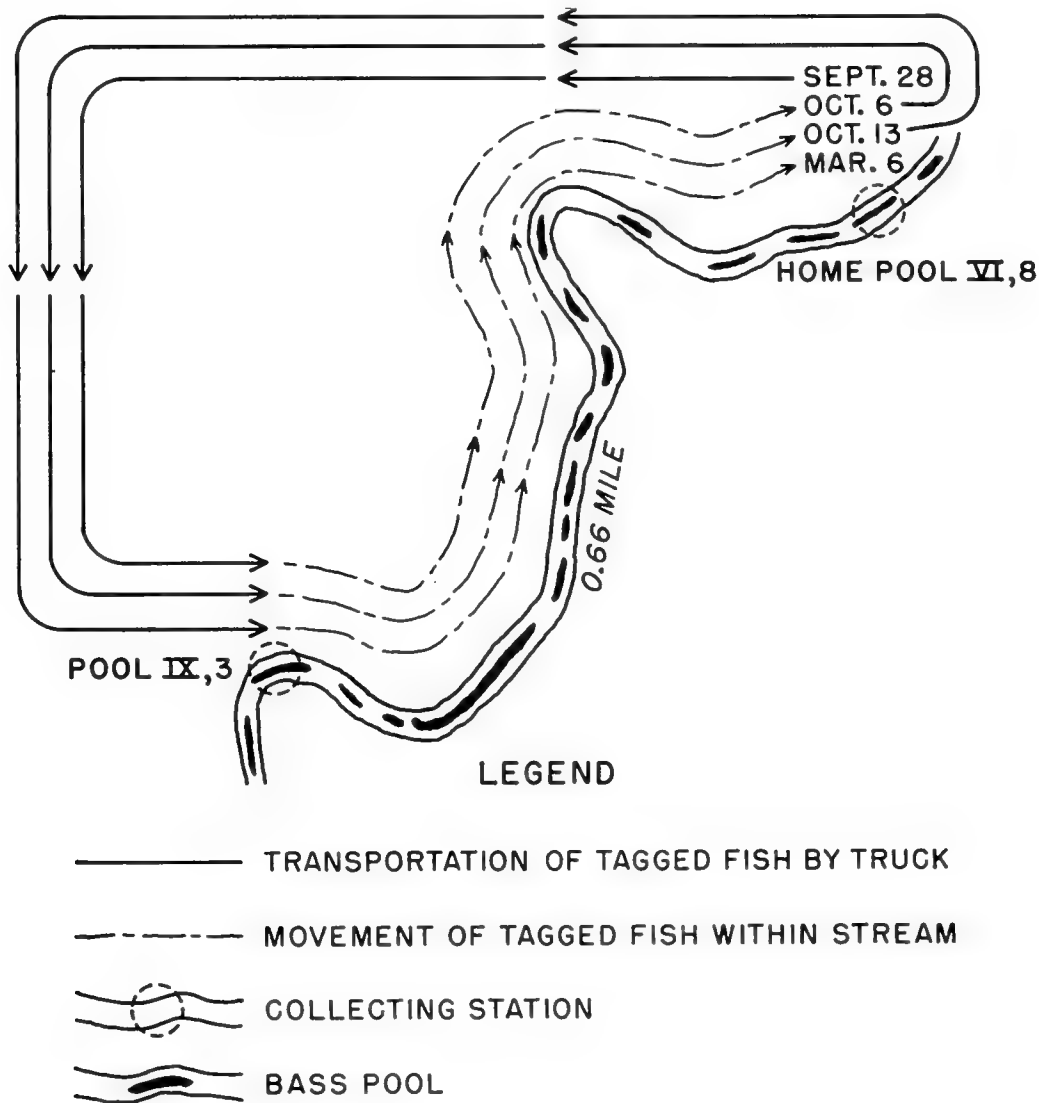 SEPT. 28
OCT. 6
OCT. 13
MAR. 6
HOME POOL VI,8
0.66 MILE
POOL IX,3
LEGEND
TRANSPORTATION OF TAGGED FISH BY TRUCK
MOVEMENT OF TAGGED FISH WITHIN STREAM
COLLECTING STATION
BASS POOL